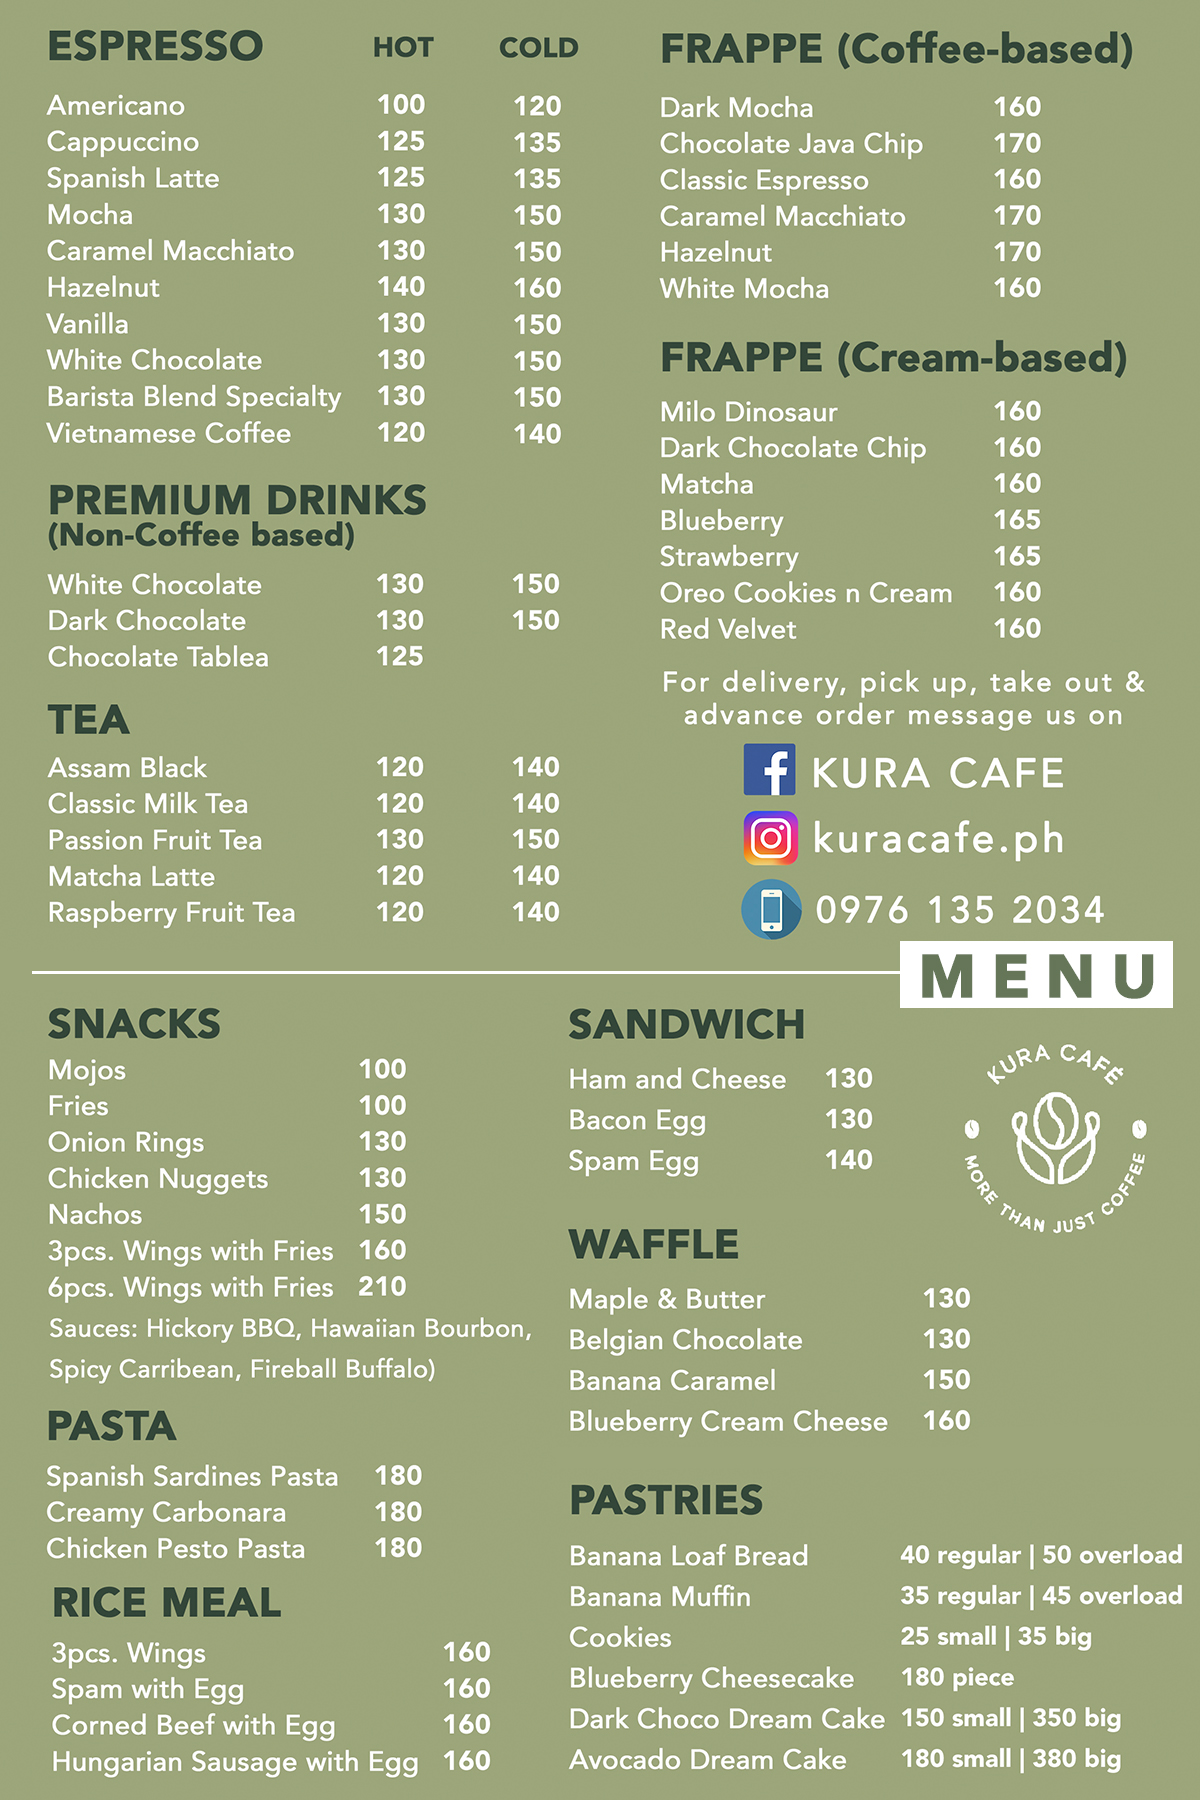 ESPRESSO HOT COLD
Americano 100 120
Cappuccino 125 135
Spanish Latte 125 135
Mocha 130 150
Caramel Macchiato 130 150
Hazelnut 140 160
Vanilla 130 150
White Chocolate 130 150
Barista Blend Specialty 130 150
Vietnamese Coffee 120 140
PREMIUM DRINKS
(Non-Coffee based)
White Chocolate 130 150
Dark Chocolate 130 150
Chocolate Tablea 125
TEA
Assam Black 120 140
Classic Milk Tea 120 140
Passion Fruit Tea 130 150
Matcha Latte 120 140
Raspberry Fruit Tea 120 140
FRAPPE (Coffee-based)
Dark Mocha 160
Chocolate Java Chip 170
Classic Espresso 160
Caramel Macchiato 170
Hazelnut 170
White Mocha 160
FRAPPE (Cream-based)
Milo Dinosaur 160
Dark Chocolate Chip 160
Matcha 160
Blueberry 165
Strawberry 165
Oreo Cookies n Cream 160
Red Velvet 160
For delivery, pick up, take out &
advance order message us on
KURA CAFE
kuracafe.ph
0976 135 2034
MENU
SNACKS
Mojos 100
Fries 100
Onion Rings 130
Chicken Nuggets 130
Nachos 150
3pcs. Wings with Fries 160
6pcs. Wings with Fries 210
Sauces: Hickory BBQ, Hawaiian Bourbon,
Spicy Carribean, Fireball Buffalo)
PASTA
Spanish Sardines Pasta 180
Creamy Carbonara 180
Chicken Pesto Pasta 180
RICE MEAL
3pcs. Wings 160
Spam with Egg 160
Corned Beef with Egg 160
Hungarian Sausage with Egg 160
SANDWICH
Ham and Cheese 130
Bacon Egg 130
Spam Egg 140
KURA CAFÉ
MORE THAN JUST COFFEE
WAFFLE
Maple & Butter 130
Belgian Chocolate 130
Banana Caramel 150
Blueberry Cream Cheese 160
PASTRIES
Banana Loaf Bread 40 regular | 50 overload
Banana Muffin 35 regular | 45 overload
Cookies 25 small | 35 big
Blueberry Cheesecake 180 piece
Dark Choco Dream Cake 150 small | 350 big
Avocado Dream Cake 180 small | 380 big